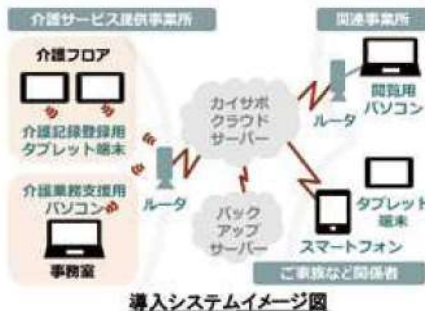 介護サービス提供事業所
介護フロア
介護記録登録用
タブレット端末
介護業務支援用
パソコン
事務室
ルータ
カイサポ
クラウド
サーバー
バック
アップ
サーバー
関連事業所
ルータ
閲覧用
パソコン
タブレット
端末
スマートフォン
ご家族など関係者
導入システムイメージ図